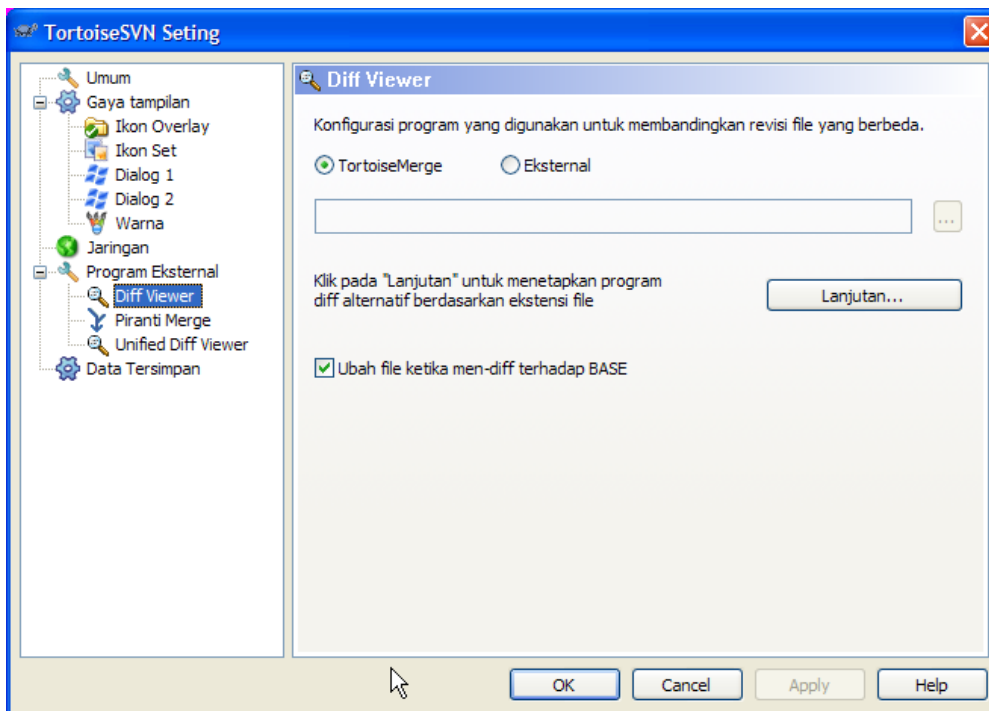 TortoiseSVN Seting
Umum
Gaya tampilan
Ikon Overlay
Ikon Set
Dialog 1
Dialog 2
Warna
Jaringan
Program Eksternal
Diff Viewer
Piranti Merge
Unified Diff Viewer
Data Tersimpan
Diff Viewer
Konfigurasi program yang digunakan untuk membandingkan revisi file yang berbeda.
TortoiseMerge Eksternal
...
Klik pada "Lanjutan" untuk menetapkan program
diff alternatif berdasarkan ekstensi file
Lanjutan...
Ubah file ketika men-diff terhadap BASE
OK Cancel Apply Help